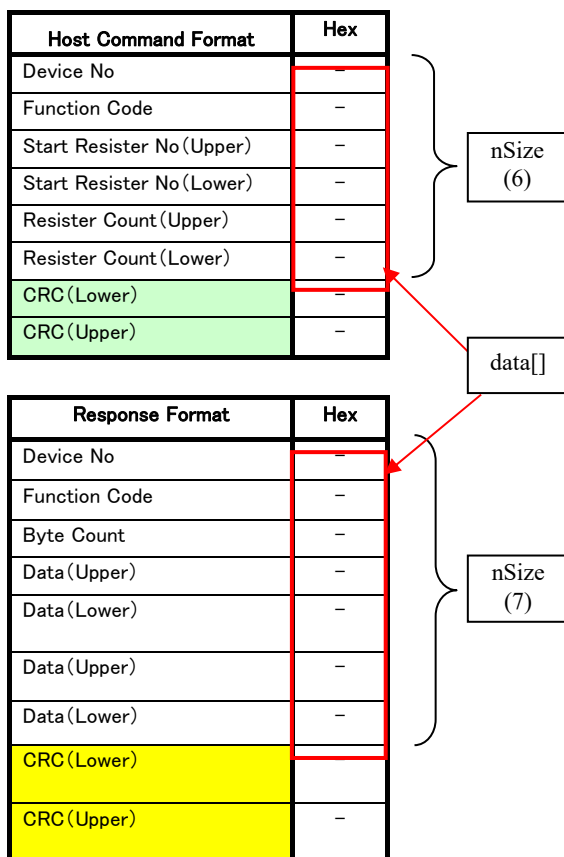 Host Command Format Hex
Device No -
Function Code -
Start Resister No(Upper) -
Start Resister No(Lower) -
Resister Count(Upper) -
Resister Count(Lower) -
CRC(Lower) -
CRC(Upper) -
nSize
(6)
data[]
Response Format Hex
Device No -
Function Code -
Byte Count -
Data(Upper) -
Data(Lower) -
Data(Upper) -
Data(Lower) -
CRC(Lower) -
CRC(Upper) -
nSize
(7)